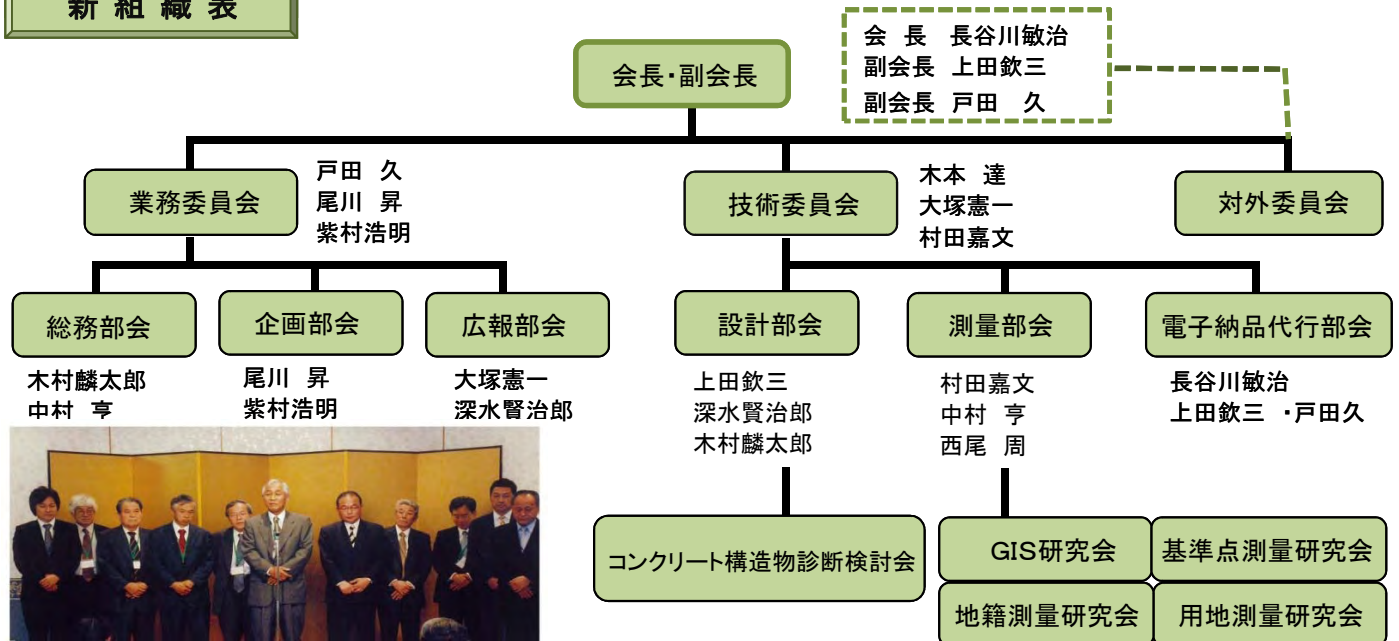 新組織表
会長・副会長
会 長 長谷川敏治
副会長 上田欽三
副会長 戸田 久
業務委員会
戸田 久
尾川 昇
紫村浩明
技術委員会
木本 達
大塚憲一
村田嘉文
対外委員会
総務部会
木村麟太郎
中村 亨
企画部会
尾川 昇
紫村浩明
広報部会
大塚憲一
深水賢治郎
設計部会
上田欽三
深水賢治郎
木村麟太郎
測量部会
村田嘉文
中村 亨
西尾 周
電子納品代行部会
長谷川敏治
上田欽三 ・戸田久
コンクリート構造物診断検討会
GIS研究会
基準点測量研究会
地籍測量研究会
用地測量研究会